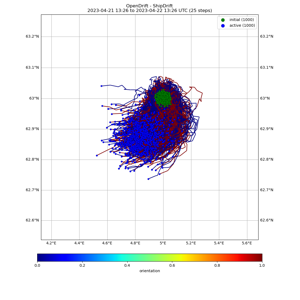 OpenDrift - ShipDrift
2023-04-21 13:26 to 2023-04-22 13:26 UTC (25 steps)
initial (1000)
active (1000)
63.2°N 63.2°N
63.1°N 63.1°N
63°N 63°N
62.9°N 62.9°N
62.8°N 62.8°N
62.7°N 62.7°N
62.6°N 62.6°N
4.2°E 4.4°E 4.6°E 4.8°E 5°E 5.2°E 5.4°E 5.6°E
0.0 0.2 0.4 0.6 0.8 1.0
orientation